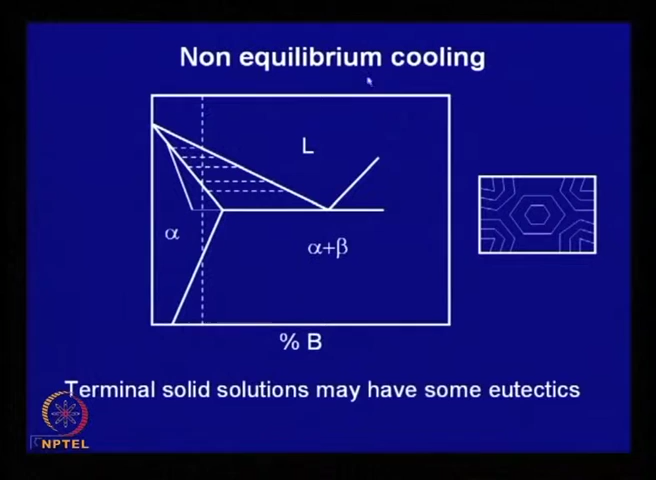 Non equilibrium cooling
L
α
α+β
% B
Terminal solid solutions may have some eutectics
NPTEL